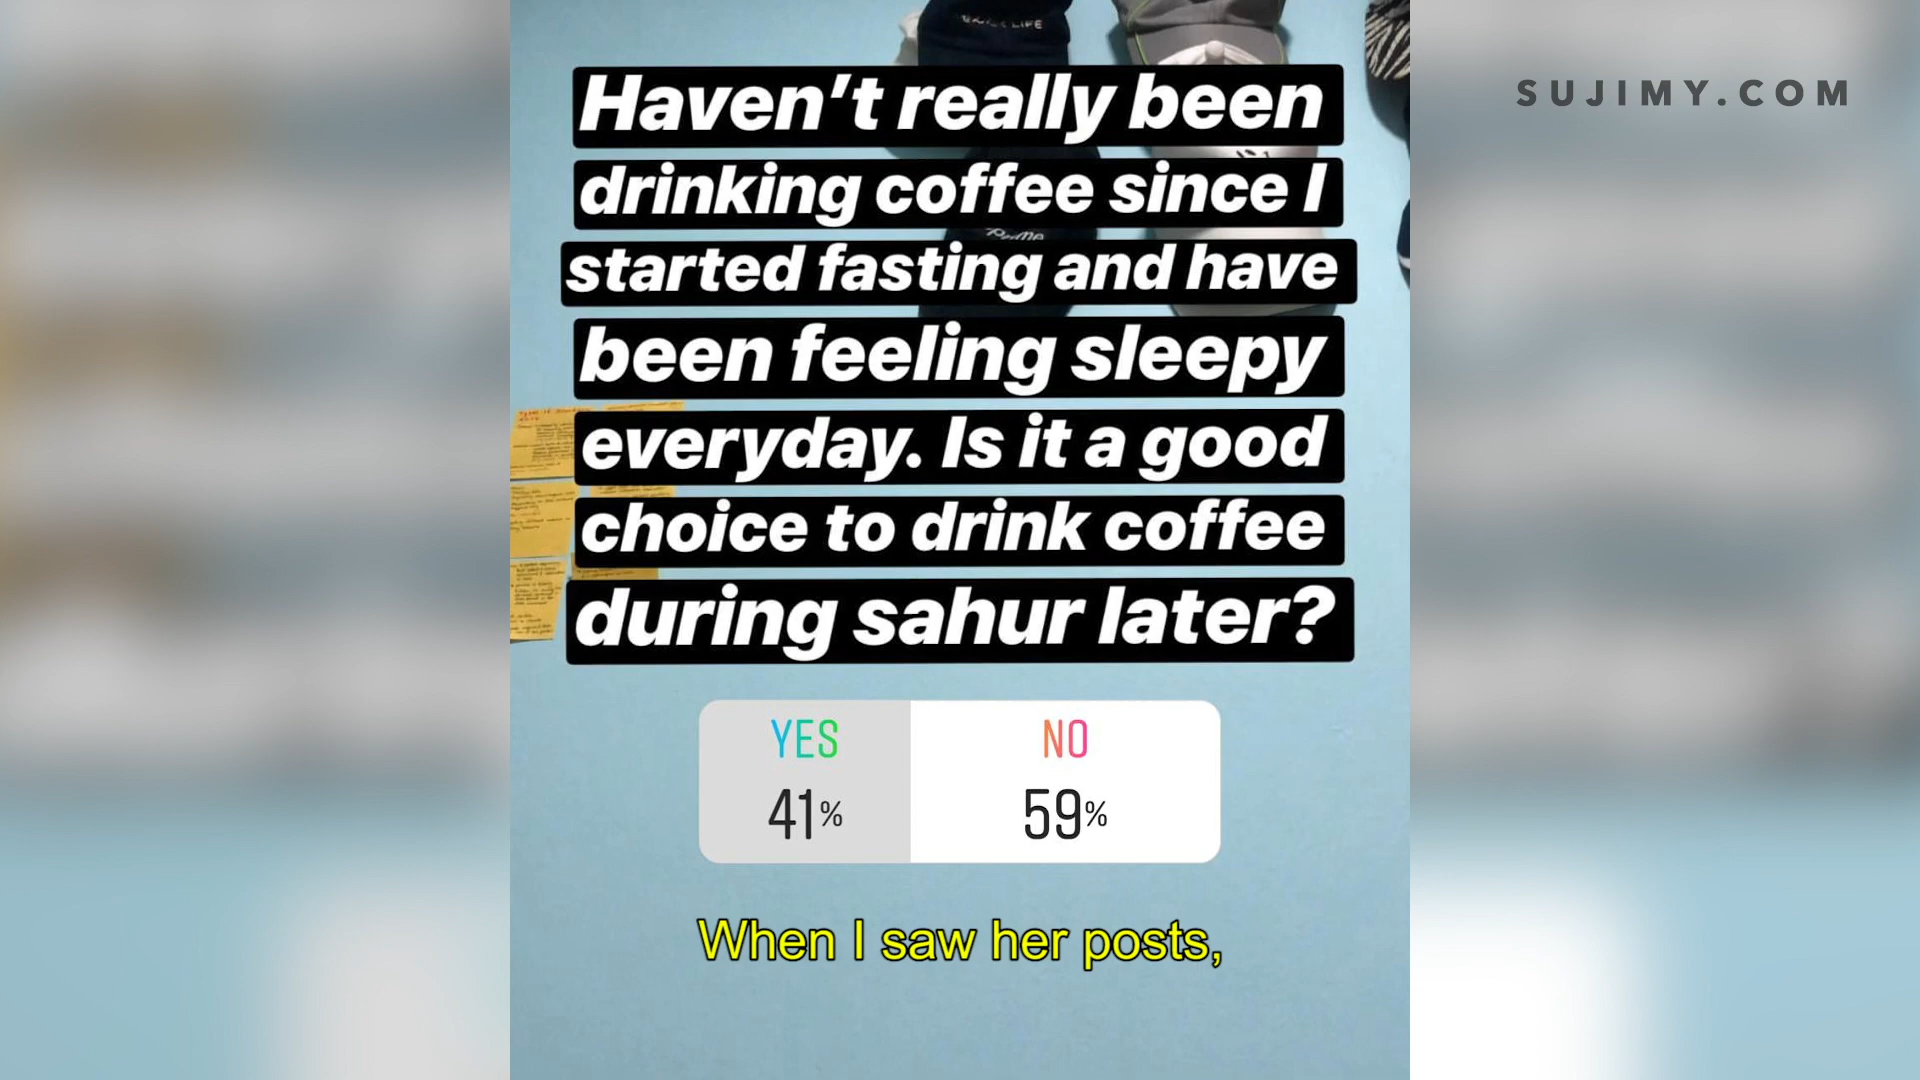 SUJIMY.COM
Haven't really been
drinking coffee since I
started fasting and have
been feeling sleepy
everyday. Is it a good
choice to drink coffee
during sahur later?
YES NO
41% 59%
When I saw her posts,